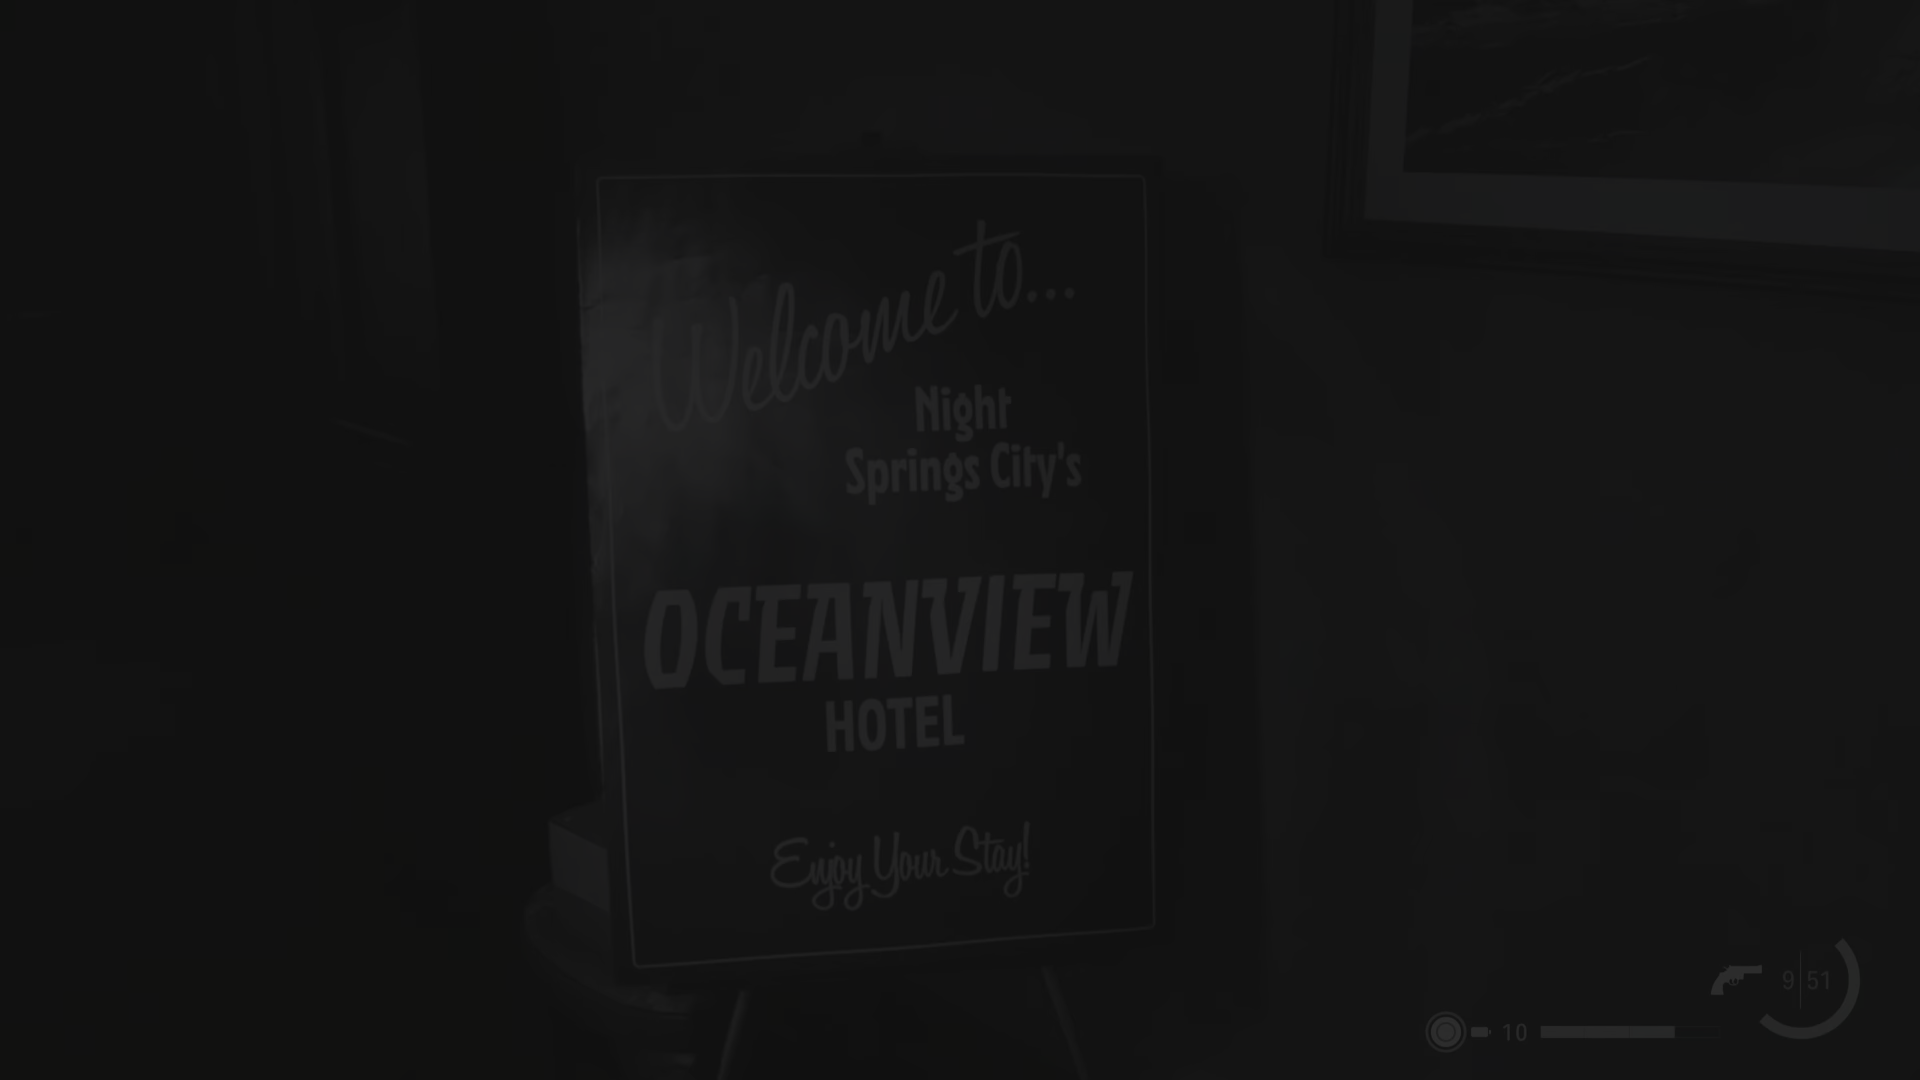 Welcome to...
Night
Springs City's
OCEANVIEW
HOTEL
Enjoy Your Stay!
9 51
10